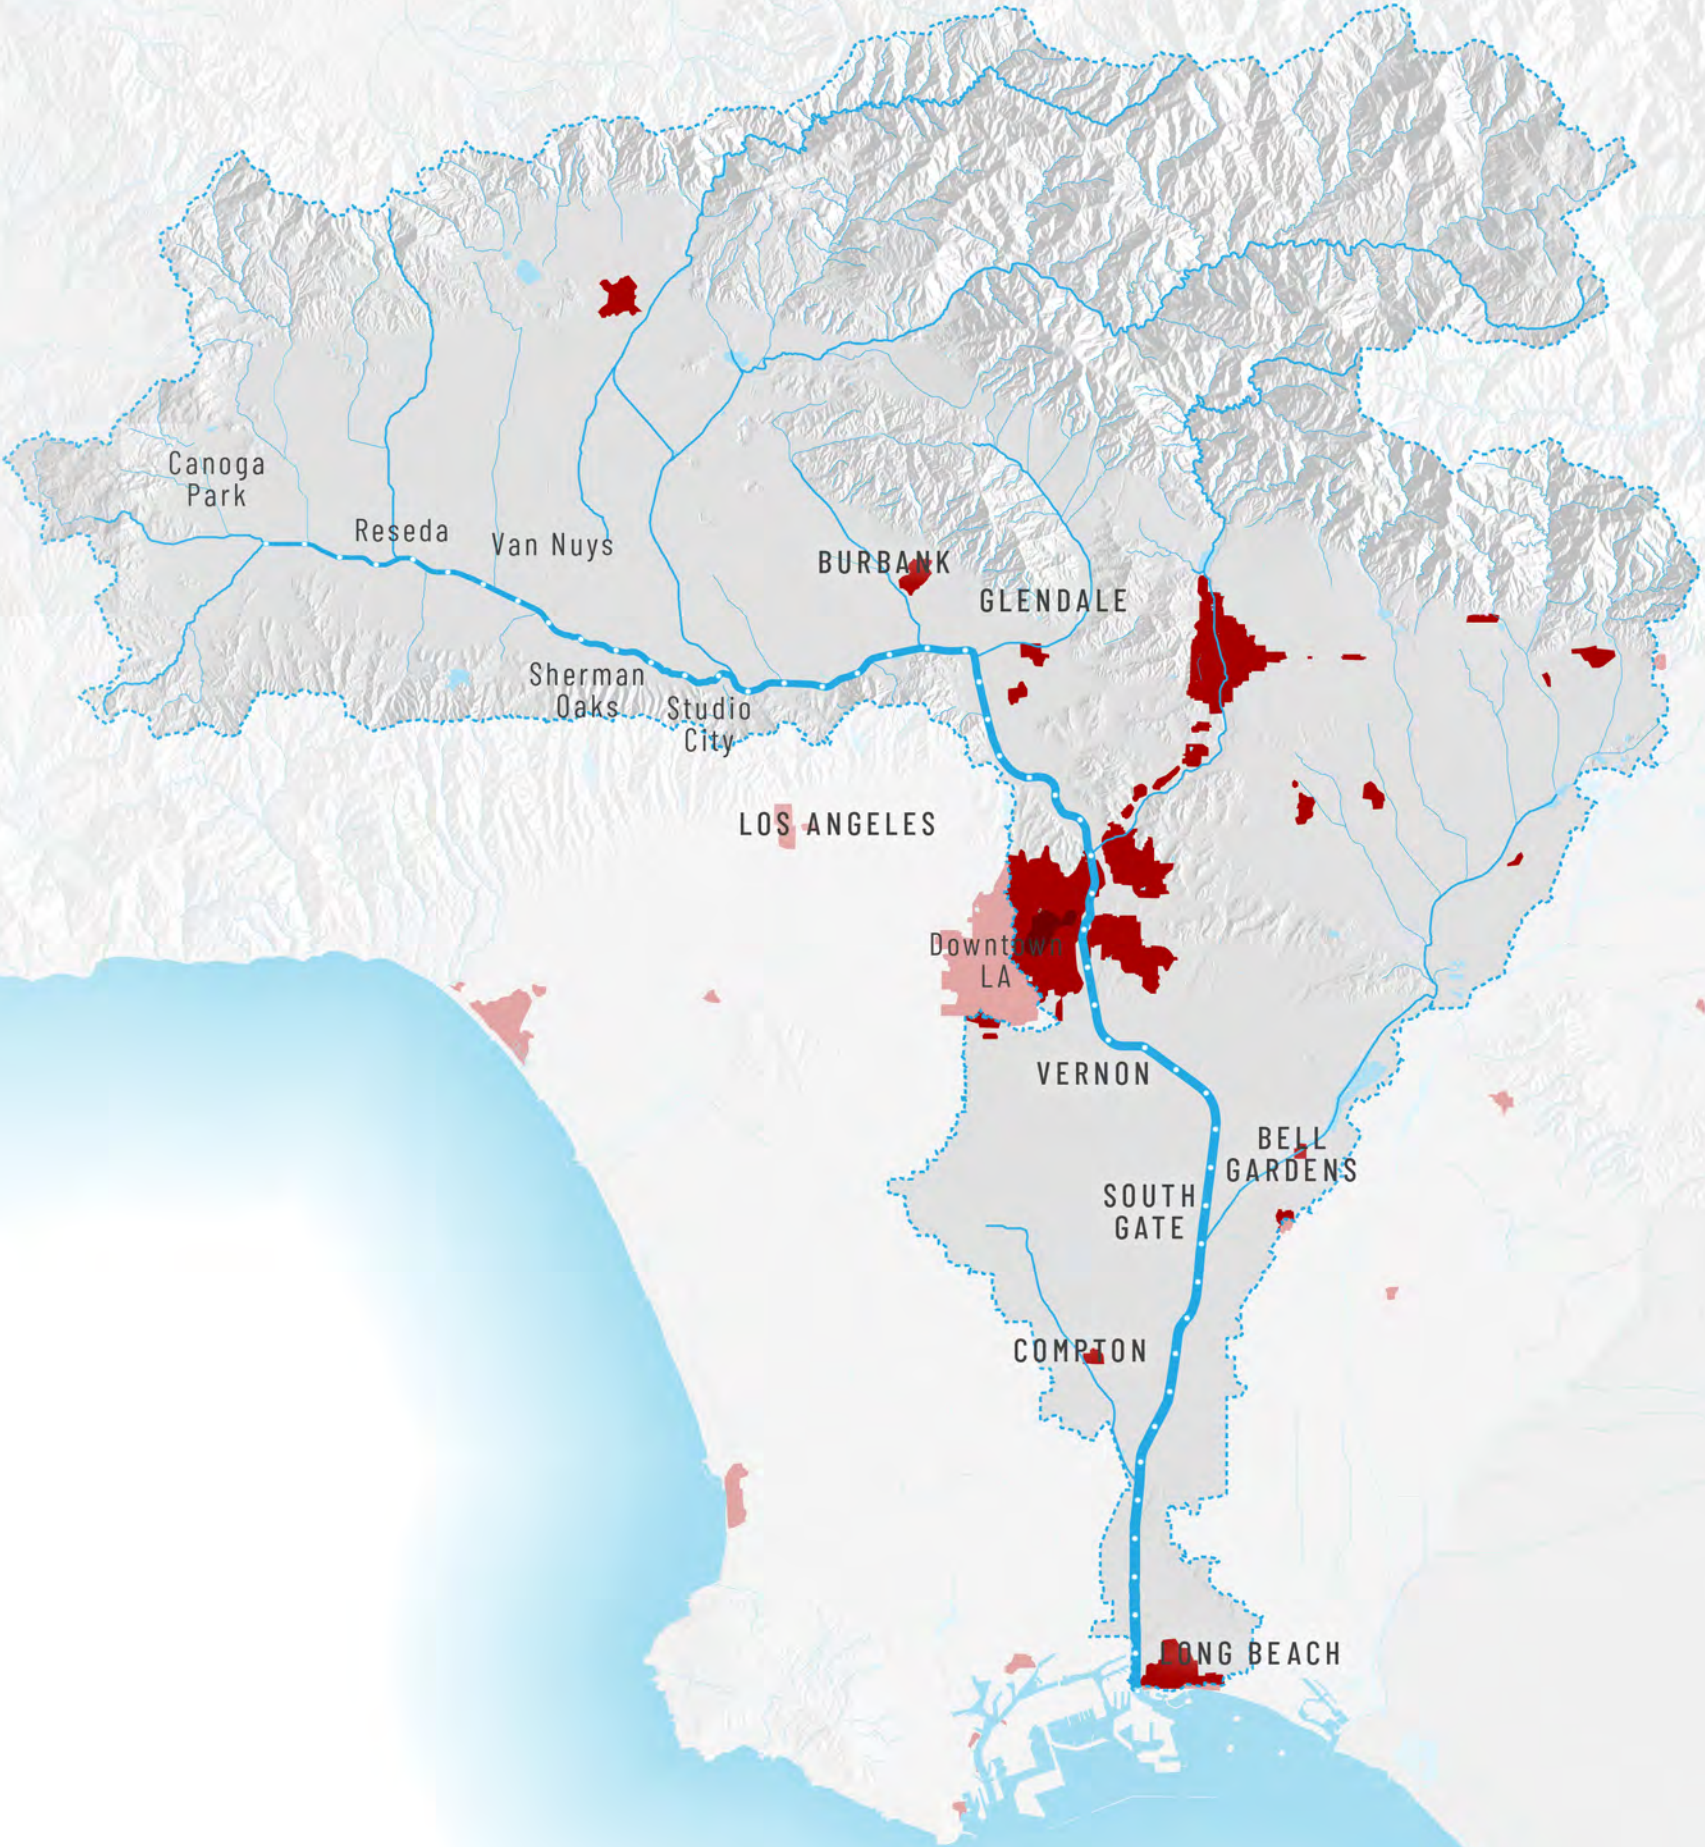 Canoga
Park
Reseda
Van Nuys
BURBANK
GLENDALE
Sherman
Oaks
Studio
City
LOS ANGELES
Downtown
LA
VERNON
BELL
GARDENS
SOUTH
GATE
COMPTON
LONG BEACH